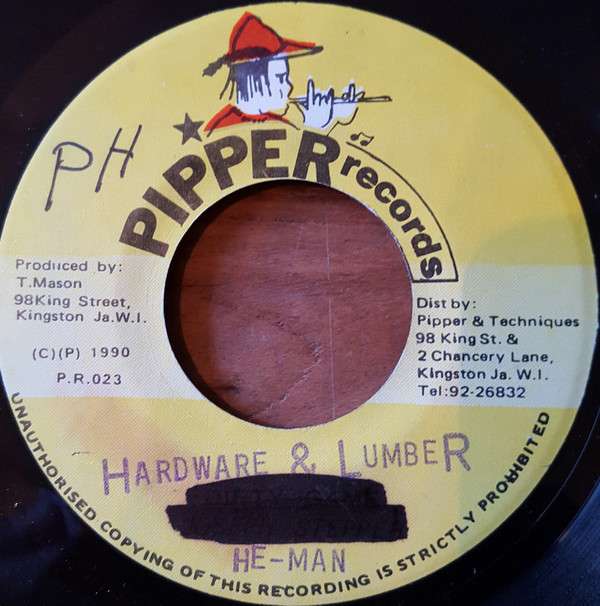 PH
PIPPER records
Produced by:
T.Mason
98King Street,
Kingston Ja.W.I.
(C)(P) 1990
P.R.023
Dist by:
Pipper & Techniques
98 King St. &
2 Chancery Lane,
Kingston Ja. W.I.
Tel:92-26832
HARDWARE & LUMBER
HE-MAN
UNAUTHORISED COPYING OF THIS RECORDING IS STRICTLY PROHIBITED